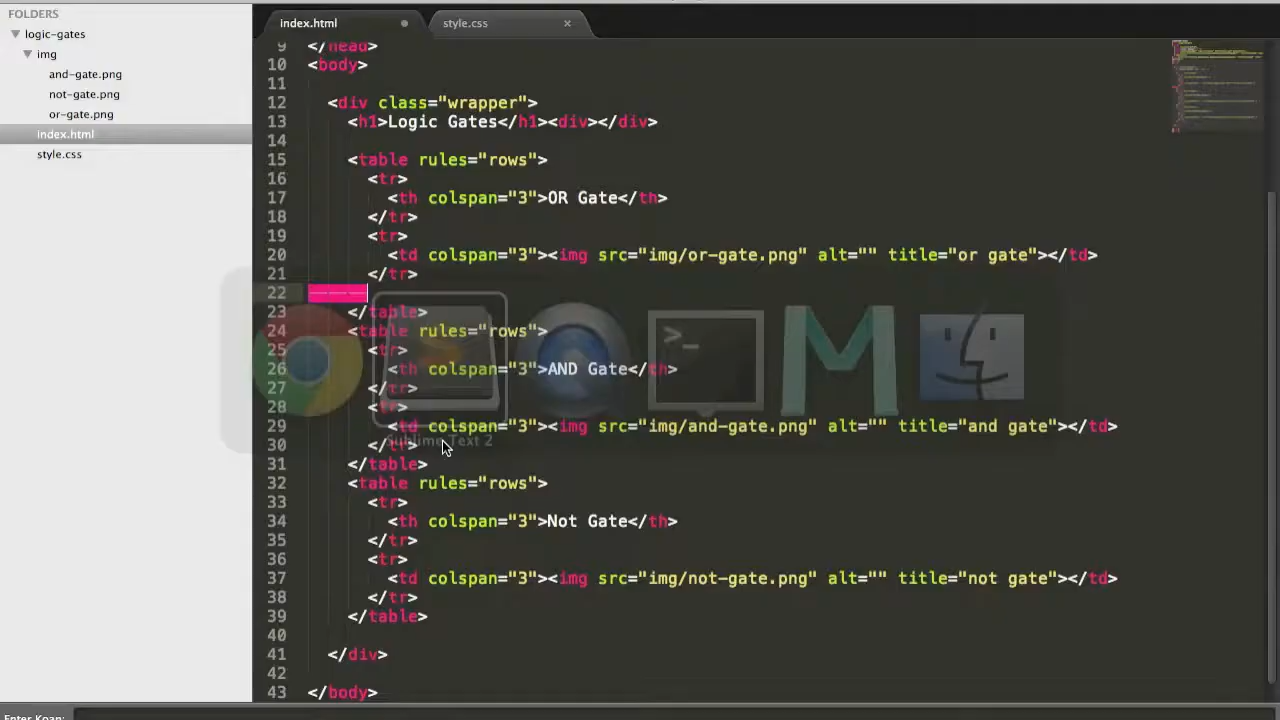 FOLDERS
logic-gates
img
and-gate.png
not-gate.png
or-gate.png
index.html
style.css
index.html
style.css ×
9 </head>
10 <body>
11
12 <div class="wrapper">
13 <h1>Logic Gates</h1><div></div>
14
15 <table rules="rows">
16 <tr>
17 <th colspan="3">OR Gate</th>
18 </tr>
19 <tr>
20 <td colspan="3"><img src="img/or-gate.png" alt="" title="or gate"></td>
21 </tr>
22
23 </table>
24 <table rules="rows">
25 <tr>
26 <th colspan="3">AND Gate</th>
27 </tr>
28 <tr>
29 <td colspan="3"><img src="img/and-gate.png" alt="" title="and gate"></td>
30 </tr>
Sublime Text 2
31 </table>
32 <table rules="rows">
33 <tr>
34 <th colspan="3">Not Gate</th>
35 </tr>
36 <tr>
37 <td colspan="3"><img src="img/not-gate.png" alt="" title="not gate"></td>
38 </tr>
39 </table>
40
41 </div>
42
43 </body>
Enter Koan: